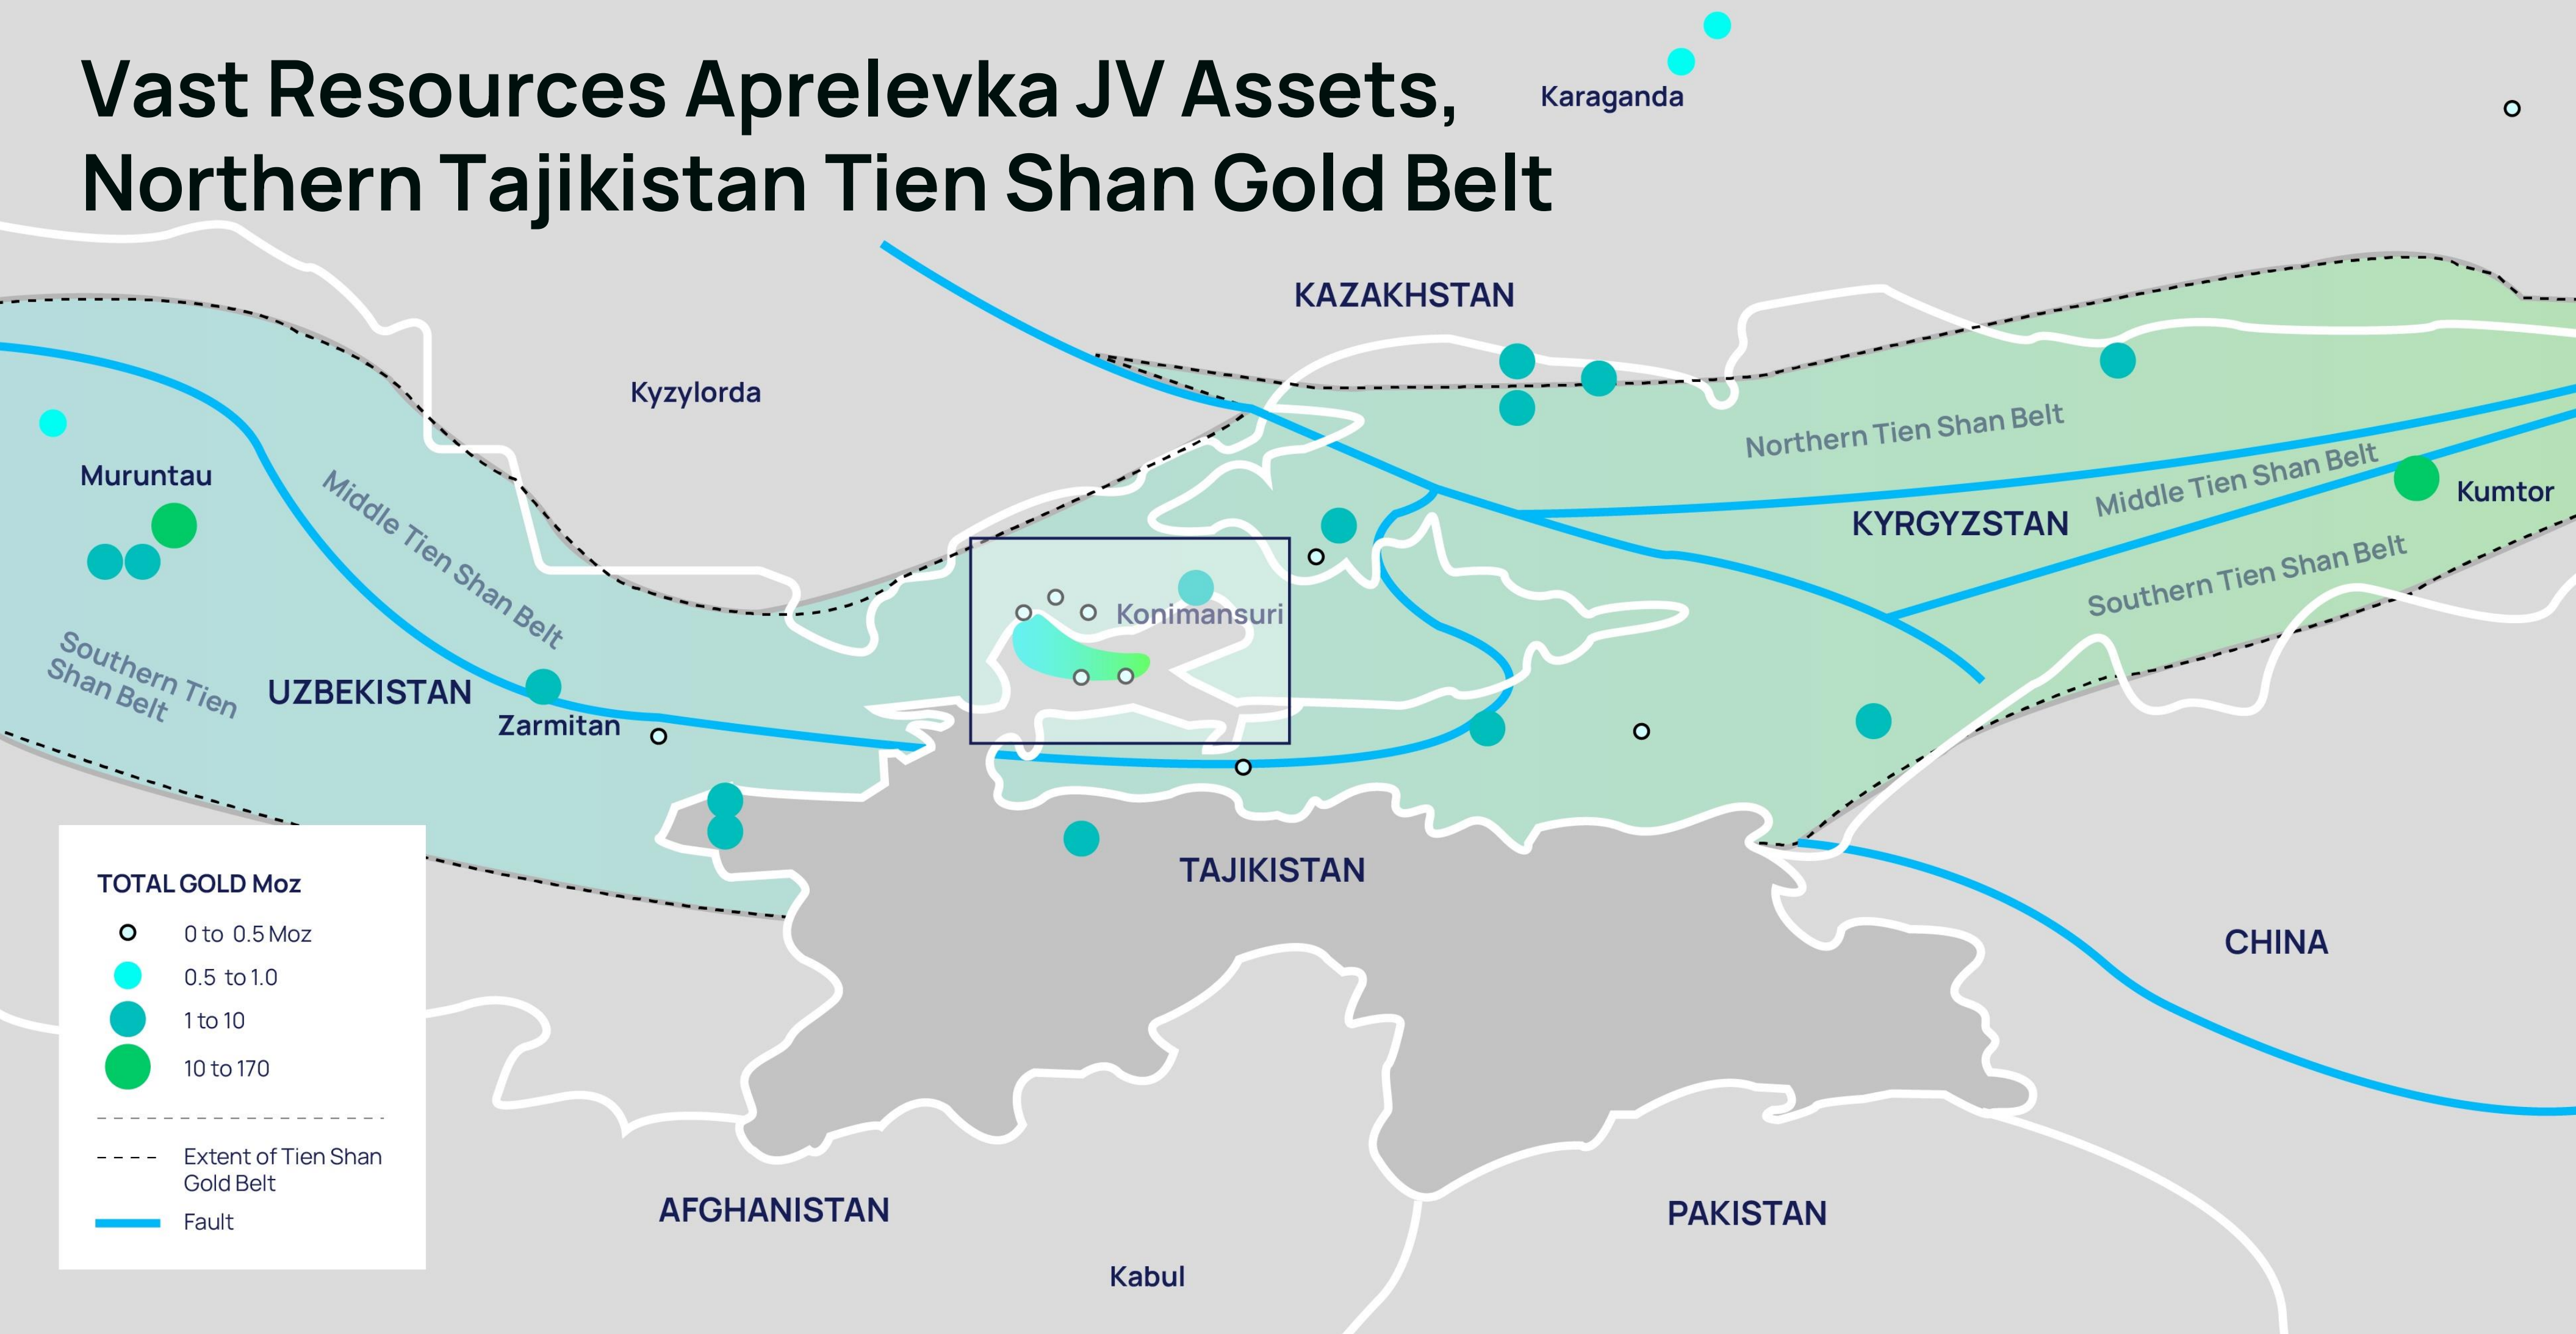 Vast Resources Aprelevka JV Assets,
Northern Tajikistan Tien Shan Gold Belt
Karaganda
KAZAKHSTAN
Kyzylorda
Northern Tien Shan Belt
Muruntau
Middle Tien Shan Belt
Middle Tien Shan Belt
Kumtor
KYRGYZSTAN
Southern Tien Shan Belt
Konimansuri
Southern Tien
Shan Belt
UZBEKISTAN
Zarmitan
TAJIKISTAN
CHINA
TOTAL GOLD Moz
0 to 0.5 Moz
0.5 to 1.0
1 to 10
10 to 170
Extent of Tien Shan
Gold Belt
Fault
AFGHANISTAN
PAKISTAN
Kabul